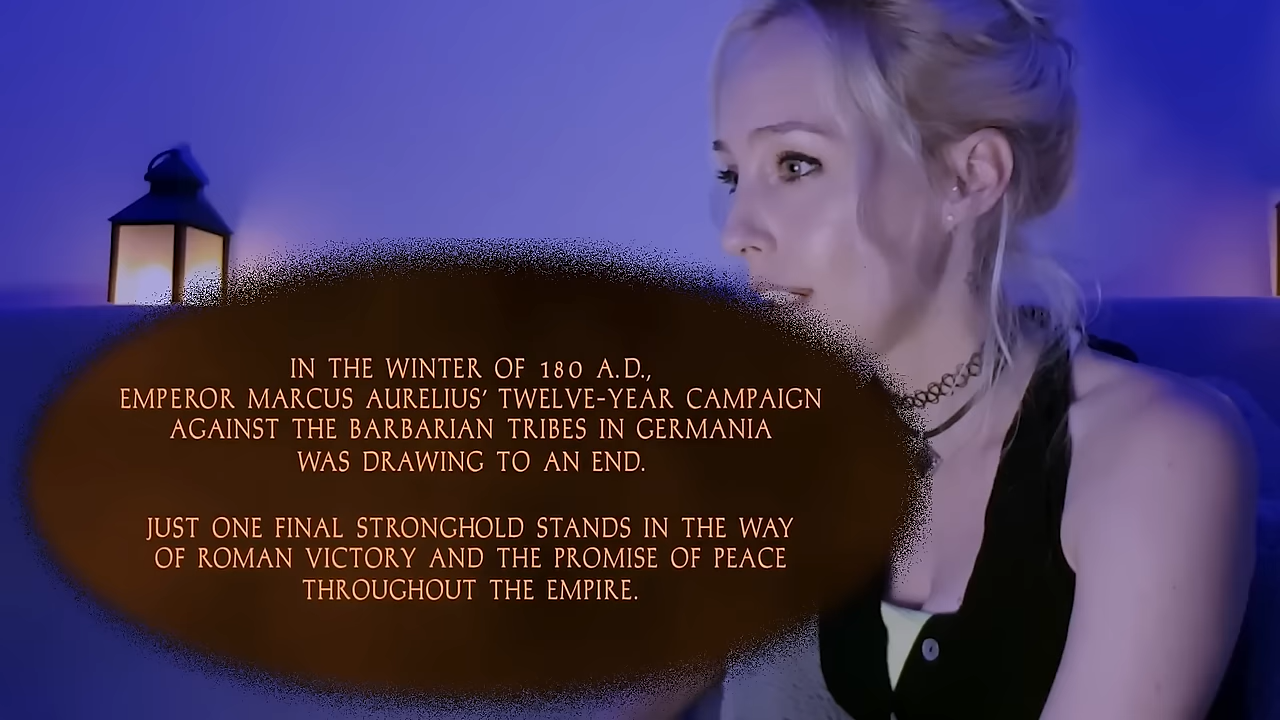 IN THE WINTER OF 180 A.D.,
EMPEROR MARCUS AURELIUS' TWELVE-YEAR CAMPAIGN
AGAINST THE BARBARIAN TRIBES IN GERMANIA
WAS DRAWING TO AN END.
JUST ONE FINAL STRONGHOLD STANDS IN THE WAY
OF ROMAN VICTORY AND THE PROMISE OF PEACE
THROUGHOUT THE EMPIRE.